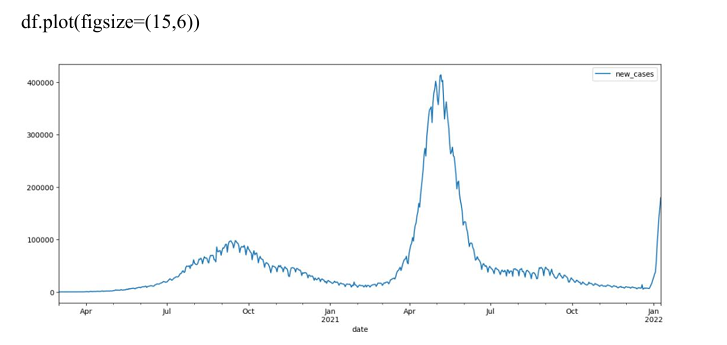 df.plot(figsize=(15,6))
new_cases
400000
300000
200000
100000
0
Apr
Jul
Oct
Jan
2021
Apr
Jul
Oct
Jan
2022
date